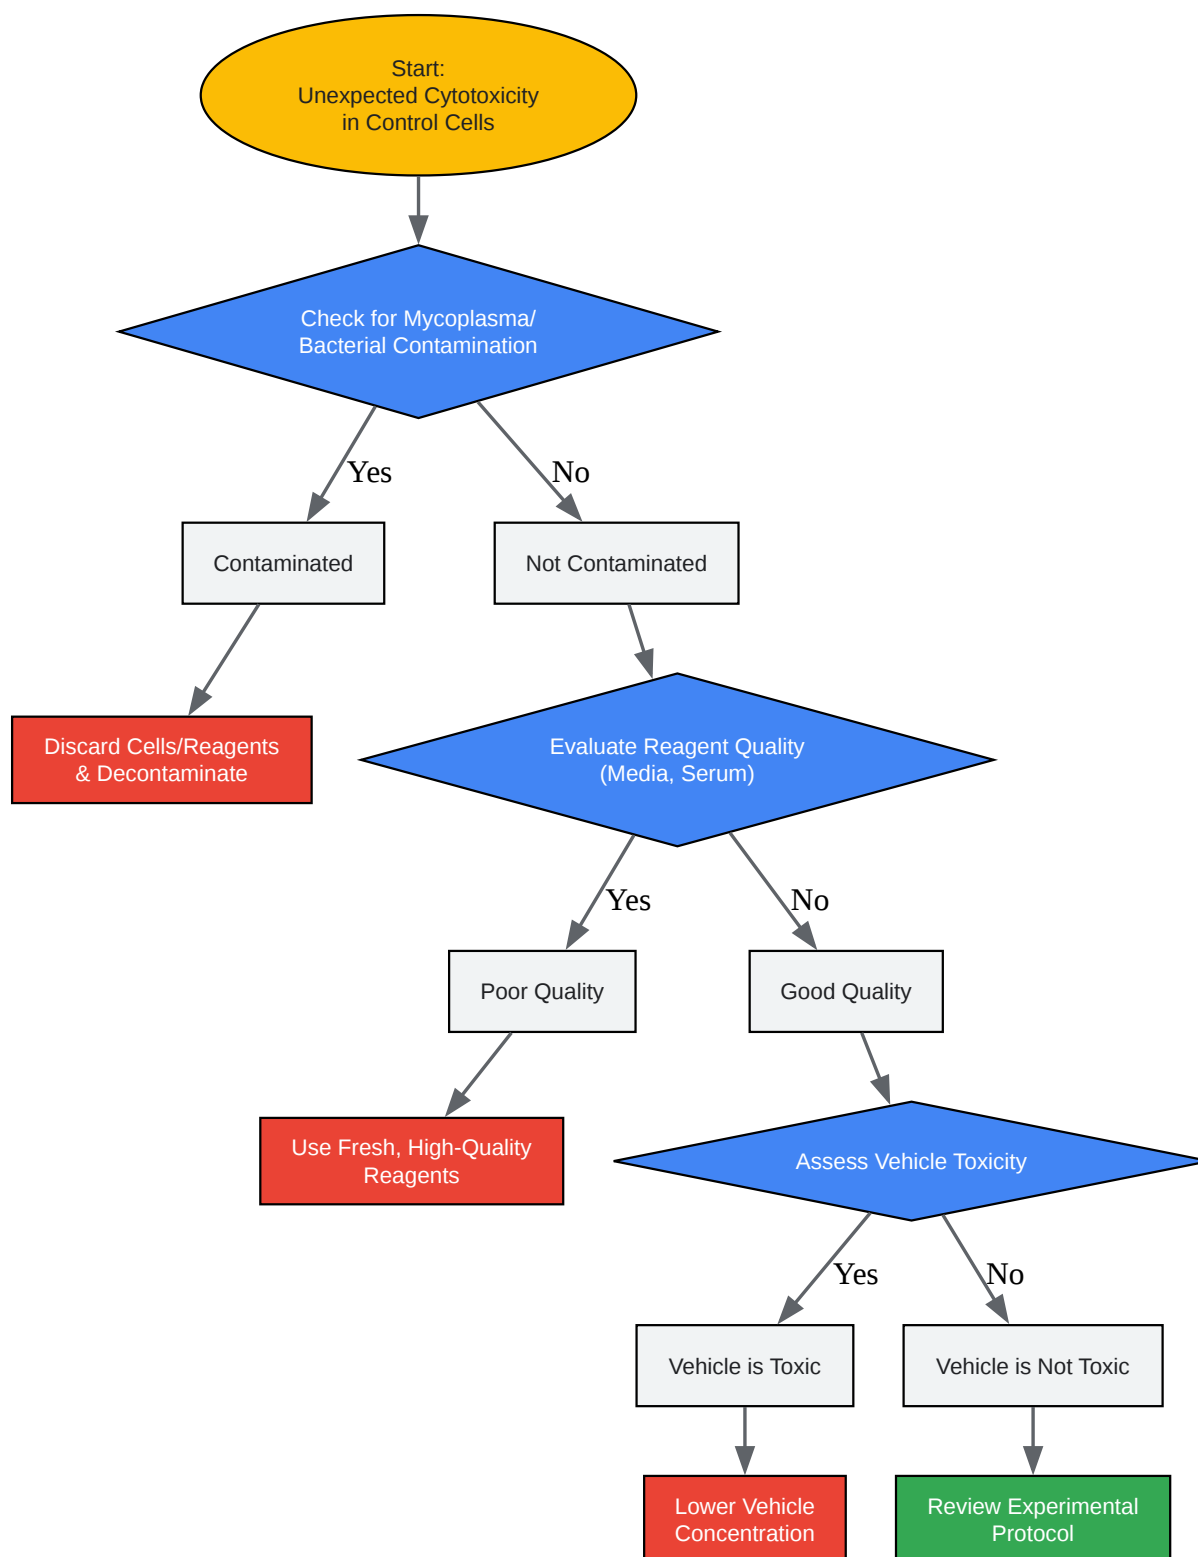 Start:
Unexpected Cytotoxicity
in Control Cells
Check for Mycoplasma/
Bacterial Contamination
Yes
No
Contaminated
Not Contaminated
Discard Cells/Reagents
& Decontaminate
Evaluate Reagent Quality
(Media, Serum)
Yes
No
Poor Quality
Good Quality
Use Fresh, High-Quality
Reagents
Assess Vehicle Toxicity
Yes
No
Vehicle is Toxic
Vehicle is Not Toxic
Lower Vehicle
Concentration
Review Experimental
Protocol